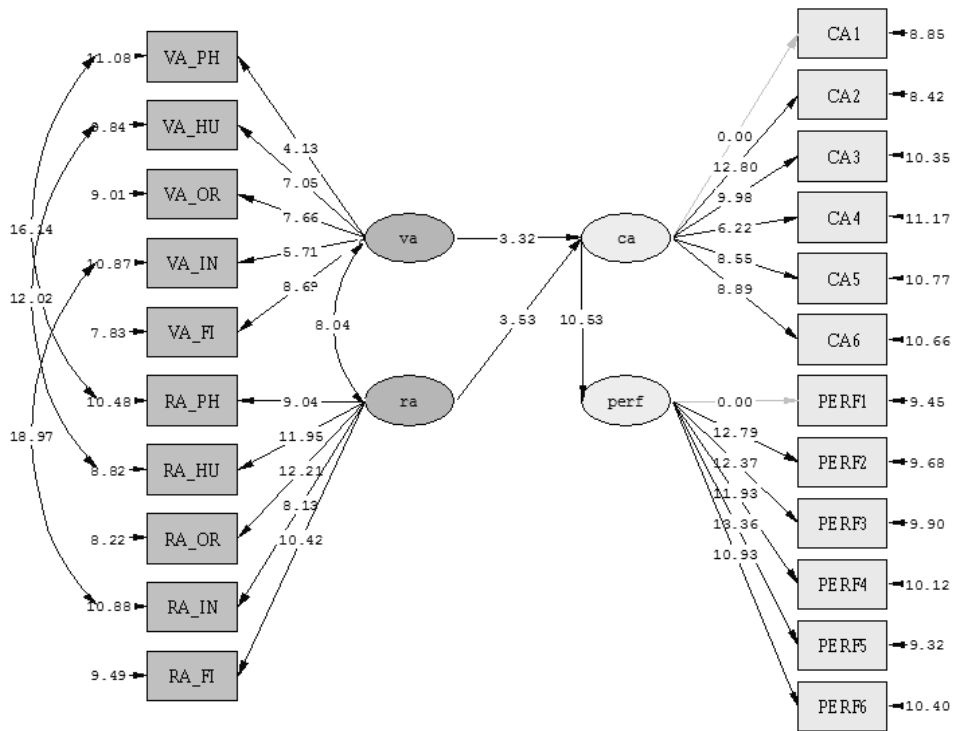 11.08 VA_PH
9.84 VA_HU
9.01 VA_OR
10.87 VA_IN
7.83 VA_FI
10.48 RA_PH
8.82 RA_HU
8.22 RA_OR
10.88 RA_IN
9.49 RA_FI
16.14
12.02
18.97
4.13
7.05
7.66
5.71
8.69
8.04
9.04
11.95
12.21
8.13
10.42
va
ra
3.32
3.53
ca
10.53
perf
0.00
12.80
9.98
6.22
8.55
8.89
0.00
12.79
12.37
11.93
13.36
10.93
CA1 8.85
CA2 8.42
CA3 10.35
CA4 11.17
CA5 10.77
CA6 10.66
PERF1 9.45
PERF2 9.68
PERF3 9.90
PERF4 10.12
PERF5 9.32
PERF6 10.40